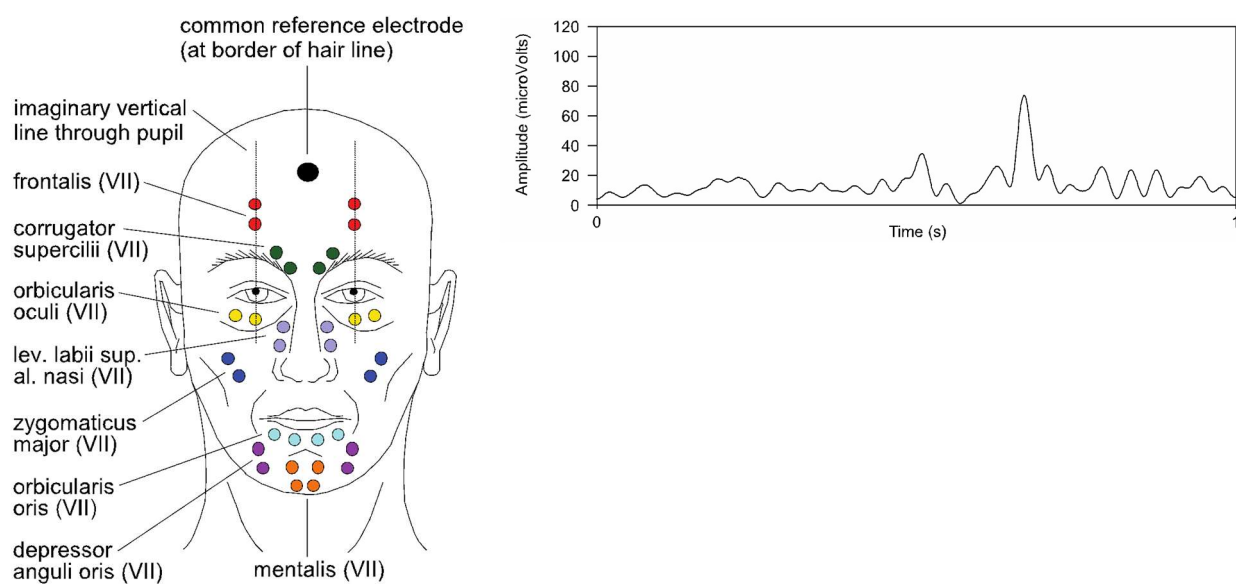 common reference electrode
(at border of hair line)
imaginary vertical
line through pupil
frontalis (VII)
corrugator
supercilii (VII)
orbicularis
oculi (VII)
lev. labii sup.
al. nasi (VII)
zygomaticus
major (VII)
orbicularis
oris (VII)
depressor
anguli oris (VII)
mentalis (VII)
Amplitude (microVolts)
120
100
80
60
40
20
0
0
1
Time (s)